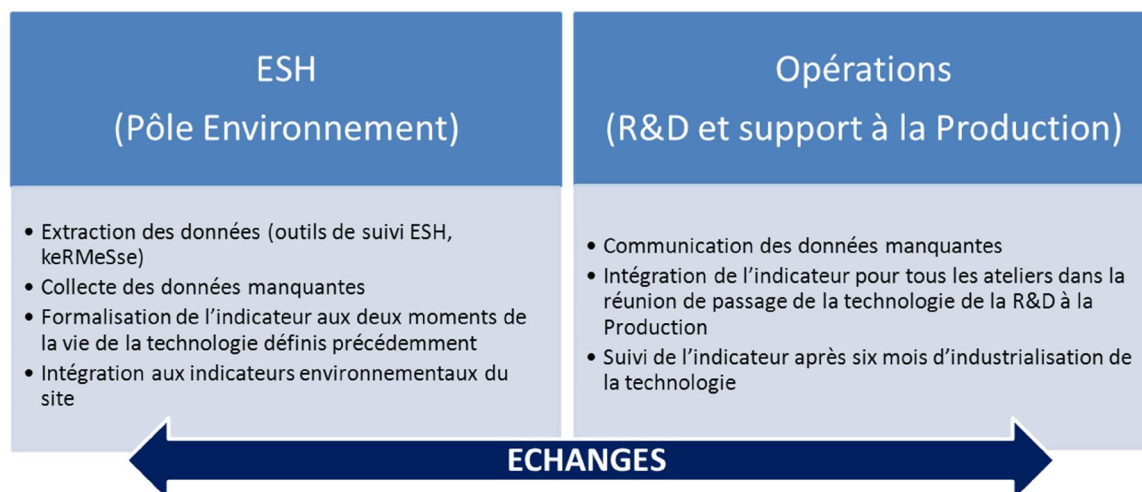 ESH
(Pôle Environnement)
• Extraction des données (outils de suivi ESH,
keRMeSse)
• Collecte des données manquantes
• Formalisation de l'indicateur aux deux moments de
la vie de la technologie définis précédemment
• Intégration aux indicateurs environnementaux du
site
Opérations
(R&D et support à la Production)
• Communication des données manquantes
• Intégration de l'indicateur pour tous les ateliers dans la
réunion de passage de la technologie de la R&D à la
Production
• Suivi de l'indicateur après six mois d'industrialisation de
la technologie
ECHANGES